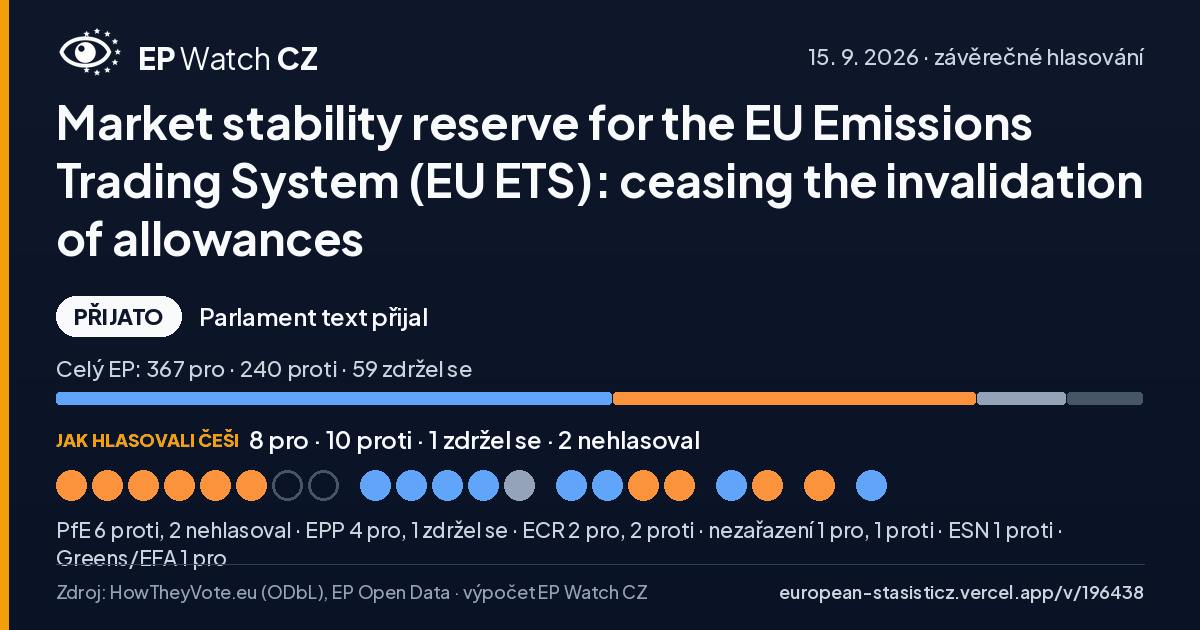 EP Watch CZ
15. 9. 2026 · závěrečné hlasování
Market stability reserve for the EU Emissions
Trading System (EU ETS): ceasing the invalidation
of allowances
PŘIJATO Parlament text přijal
Celý EP: 367 pro · 240 proti · 59 zdržel se
JAK HLASOVALI ČEŠI 8 pro · 10 proti · 1 zdržel se · 2 nehlasoval
PfE 6 proti, 2 nehlasoval · EPP 4 pro, 1 zdržel se · ECR 2 pro, 2 proti · nezařazení 1 pro, 1 proti · ESN 1 proti ·
Greens/EFA 1 pro
Zdroj: HowTheyVote.eu (ODbL), EP Open Data · výpočet EP Watch CZ
european-stasisticz.vercel.app/v/196438